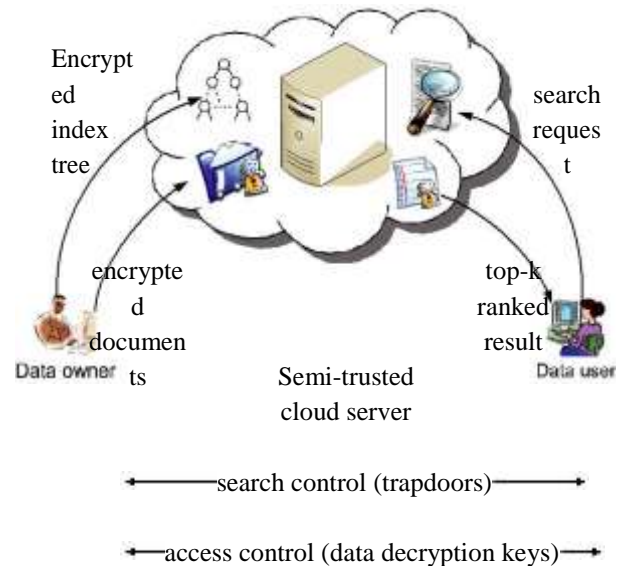 Encrypt
ed
index
tree
search
reques
t
encrypte
d
documen
ts
top-k
ranked
result
Data owner
Data user
Semi-trusted
cloud server
search control (trapdoors)
access control (data decryption keys)